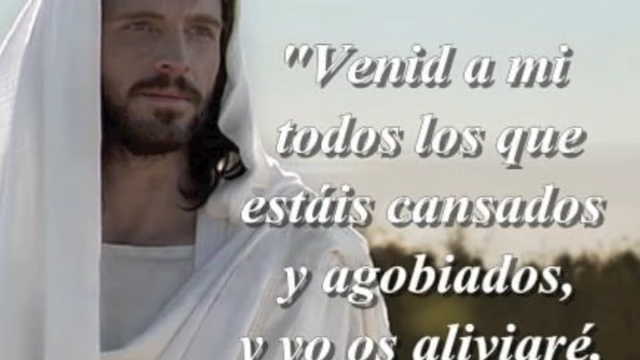 "Venid a mi
todos los que
estáis cansados
y agobiados,
y yo os aliviaré.